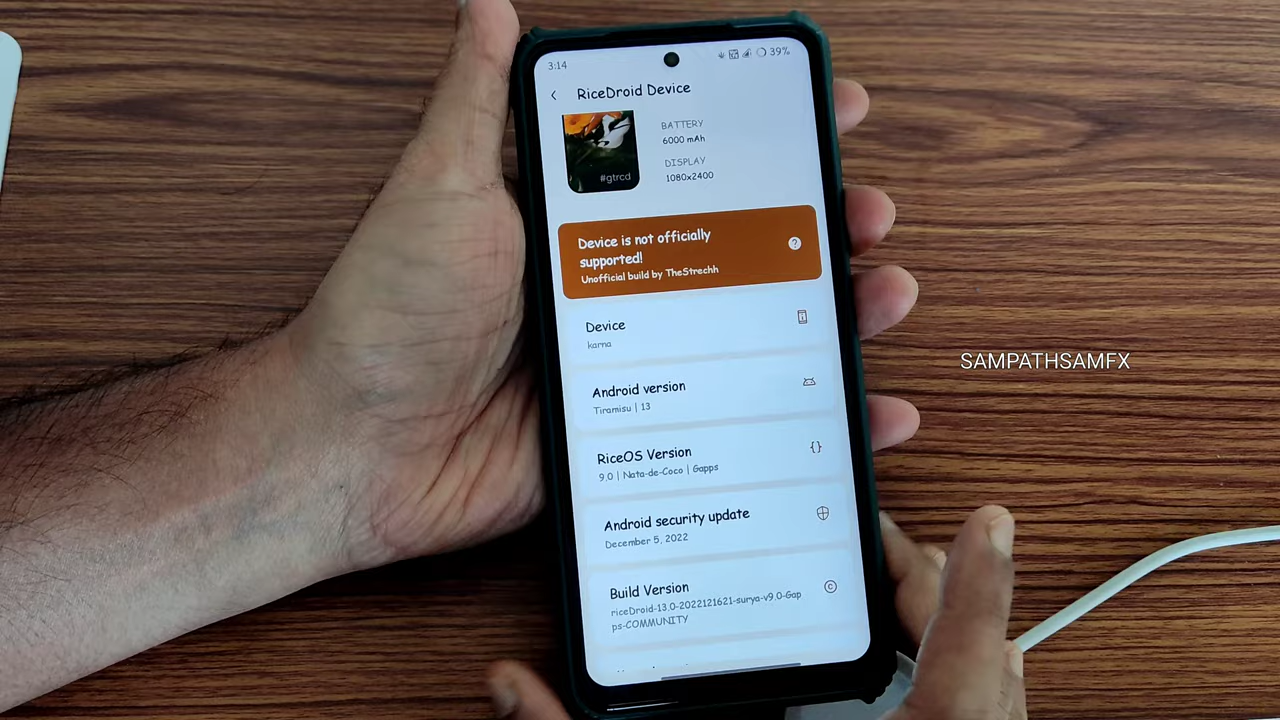 3:14
39%
RiceDroid Device
BATTERY
6000 mAh
DISPLAY
1080x2400
#gtrcd
Device is not officially
supported!
Unofficial build by TheStrechh
Device
karna
Android version
Tiramisu | 13
RiceOS Version
9.0 | Nata-de-Coco | Gapps
Android security update
December 5, 2022
Build Version
riceDroid-13.0-2022121621-surya-v9.0-Gap
ps-COMMUNITY
SAMPATHSAMFX